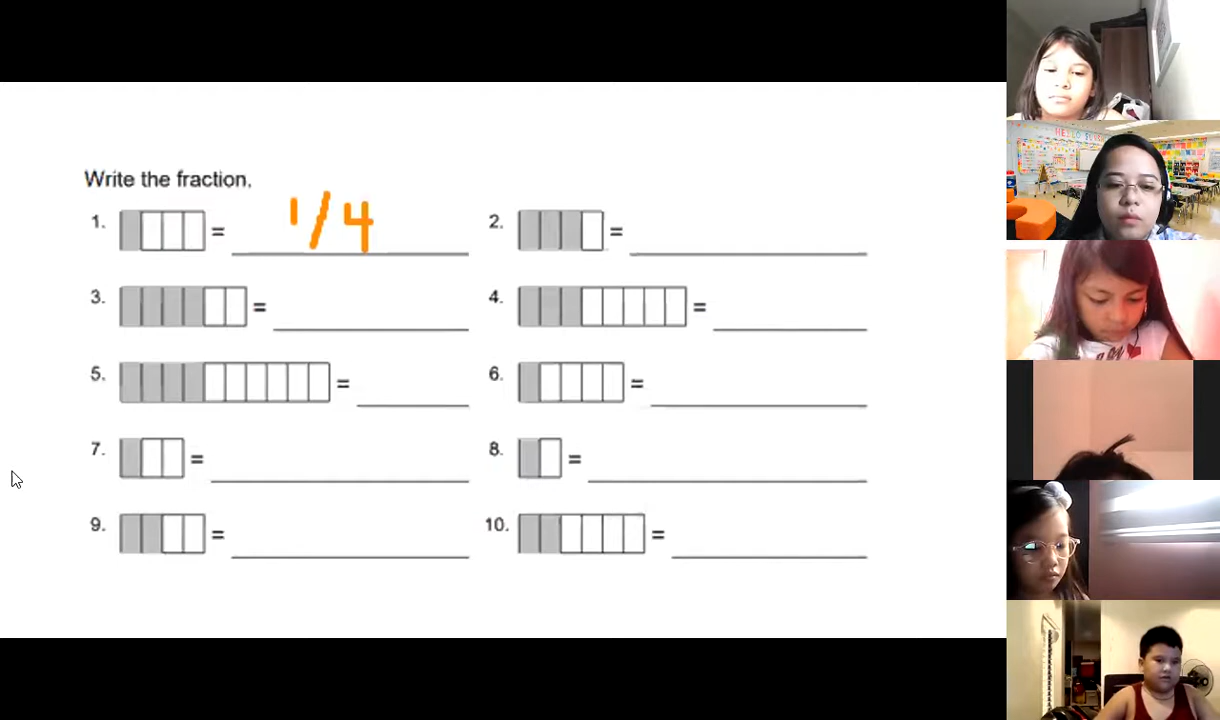 Write the fraction.
1. = 1/4 2. =
3. = 4. =
5. = 6. =
7. = 8. =
9. = 10. =